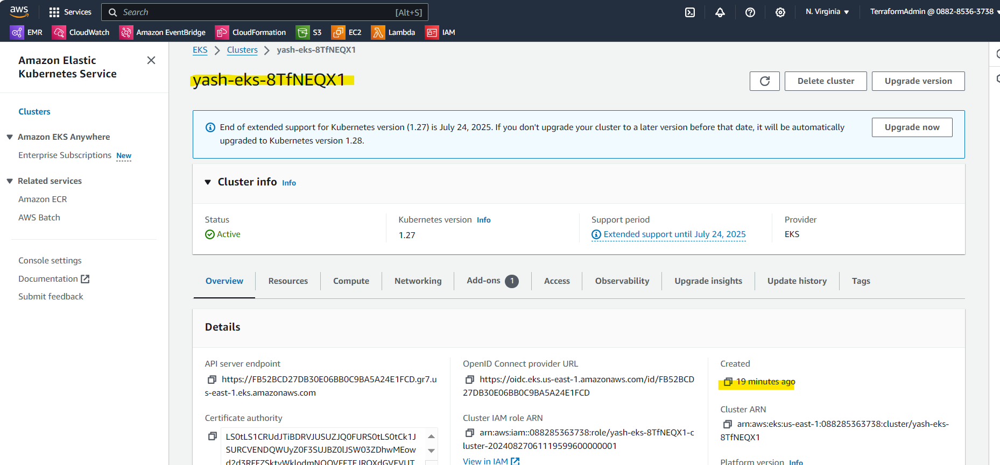 aws
Services
Search
[Alt+S]
N. Virginia
TerraformAdmin @ 0882-8536-3738
EMR
CloudWatch
Amazon EventBridge
CloudFormation
S3
EC2
Lambda
IAM
Amazon Elastic
Kubernetes Service
Clusters
Amazon EKS Anywhere
Enterprise Subscriptions New
Related services
Amazon ECR
AWS Batch
Console settings
Documentation
Submit feedback
EKS > Clusters > yash-eks-8TfNEQX1
yash-eks-8TfNEQX1
Delete cluster
Upgrade version
End of extended support for Kubernetes version (1.27) is July 24, 2025. If you don't upgrade your cluster to a later version before that date, it will be automatically
upgraded to Kubernetes version 1.28.
Upgrade now
Cluster info Info
Status
Active
Kubernetes version Info
1.27
Support period
Extended support until July 24, 2025
Provider
EKS
Overview
Resources
Compute
Networking
Add-ons 1
Access
Observability
Upgrade insights
Update history
Tags
Details
API server endpoint
https://FB52BCD27DB30E06BB0C9BA5A24E1FCD.gr7.u
s-east-1.eks.amazonaws.com
Certificate authority
LS0tLS1CRUdJTiBDRVJUSUZJQ0FURS0tLS0tCk1J
SURCVENDQWUyZ0F3SUJBZ0lJSW03ZDhwMEow
OpenID Connect provider URL
https://oidc.eks.us-east-1.amazonaws.com/id/FB52BCD
27DB30E06BB0C9BA5A24E1FCD
Cluster IAM role ARN
arn:aws:iam::088285363738:role/yash-eks-8TfNEQX1-c
luster-20240827061119599600000001
View in IAM
Created
19 minutes ago
Cluster ARN
arn:aws:eks:us-east-1:088285363738:cluster/yash-eks-
8TfNEQX1
Platform version Info